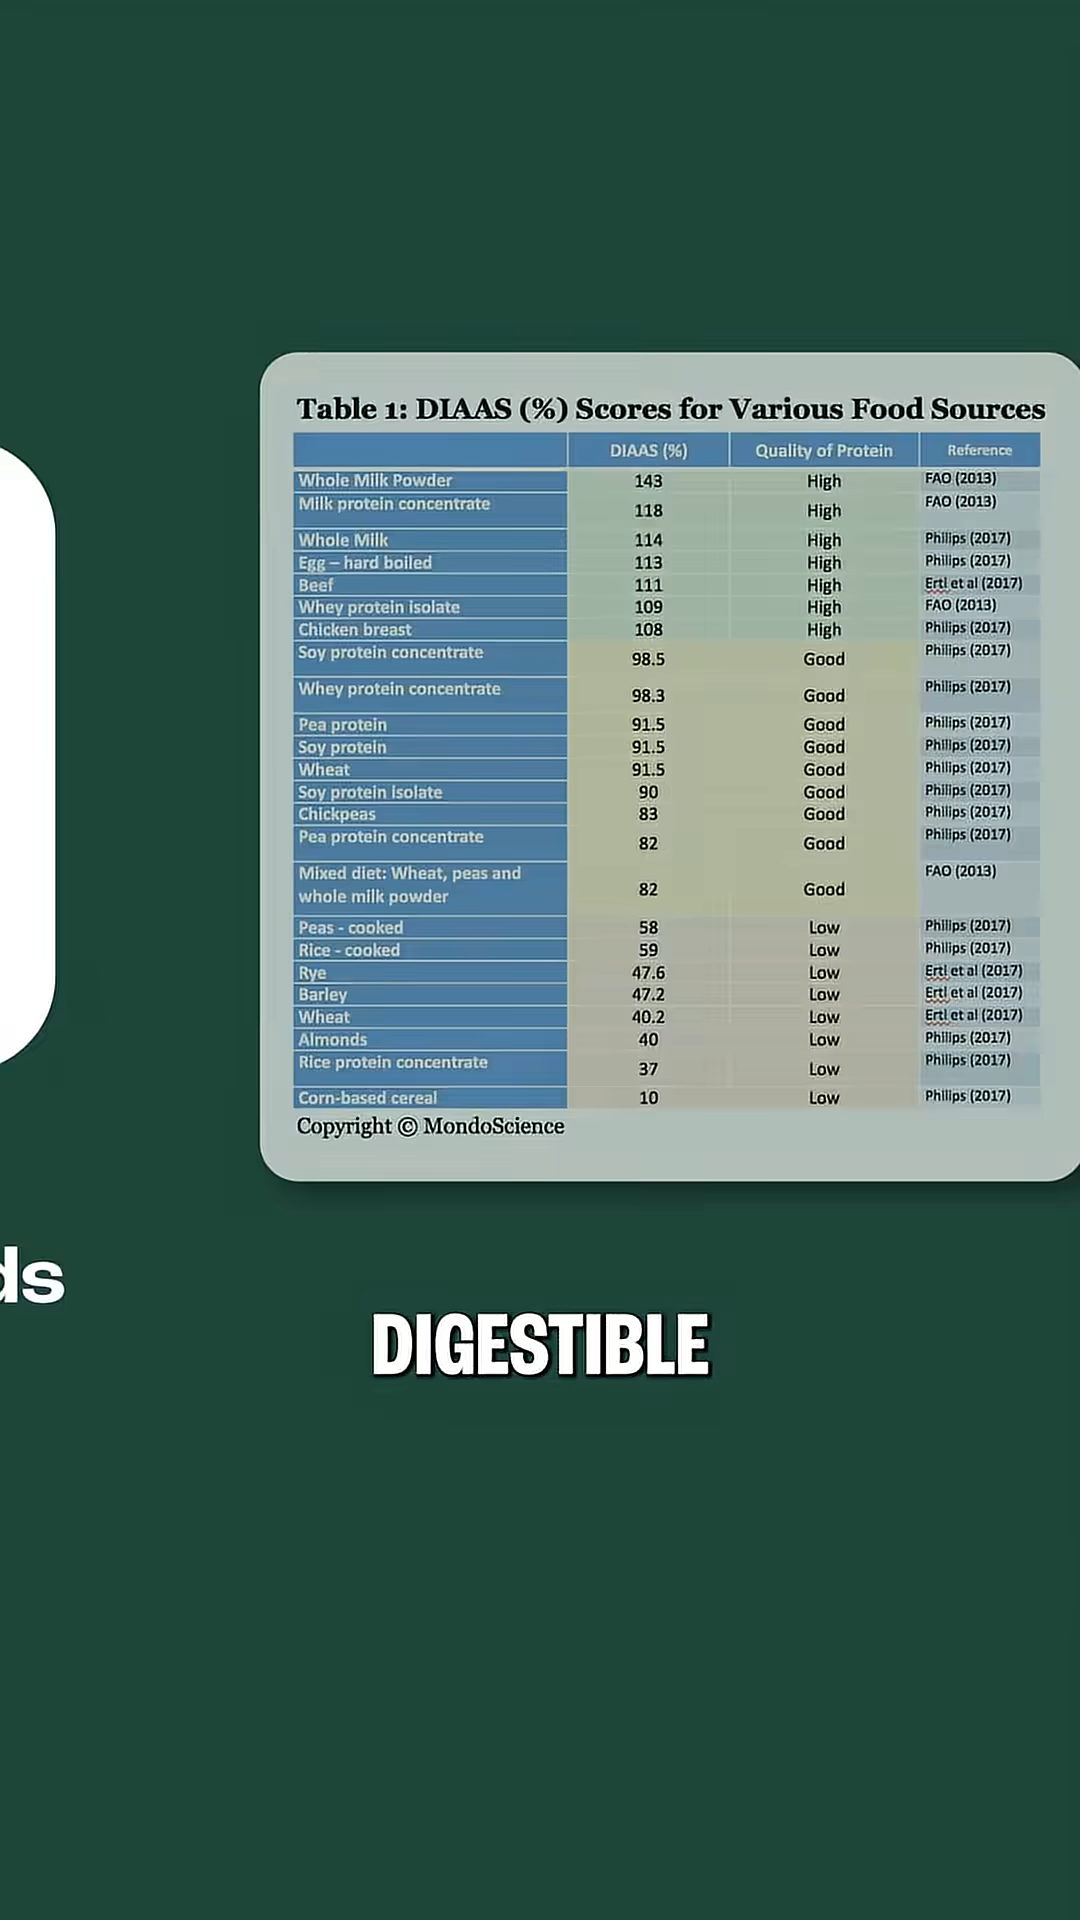 Table 1: DIAAS (%) Scores for Various Food Sources
DIAAS (%) Quality of Protein Reference
Whole Milk Powder 143 High FAO (2013)
Milk protein concentrate 118 High FAO (2013)
Whole Milk 114 High Philips (2017)
Egg – hard boiled 113 High Philips (2017)
Beef 111 High Ertl et al (2017)
Whey protein isolate 109 High FAO (2013)
Chicken breast 108 High Philips (2017)
Soy protein concentrate 98.5 Good Philips (2017)
Whey protein concentrate 98.3 Good Philips (2017)
Pea protein 91.5 Good Philips (2017)
Soy protein 91.5 Good Philips (2017)
Wheat 91.5 Good Philips (2017)
Soy protein isolate 90 Good Philips (2017)
Chickpeas 83 Good Philips (2017)
Pea protein concentrate 82 Good Philips (2017)
Mixed diet: Wheat, peas and
whole milk powder 82 Good FAO (2013)
Peas - cooked 58 Low Philips (2017)
Rice - cooked 59 Low Philips (2017)
Rye 47.6 Low Ertl et al (2017)
Barley 47.2 Low Ertl et al (2017)
Wheat 40.2 Low Ertl et al (2017)
Almonds 40 Low Philips (2017)
Rice protein concentrate 37 Low Philips (2017)
Corn-based cereal 10 Low Philips (2017)
Copyright © MondoScience
ds
DIGESTIBLE